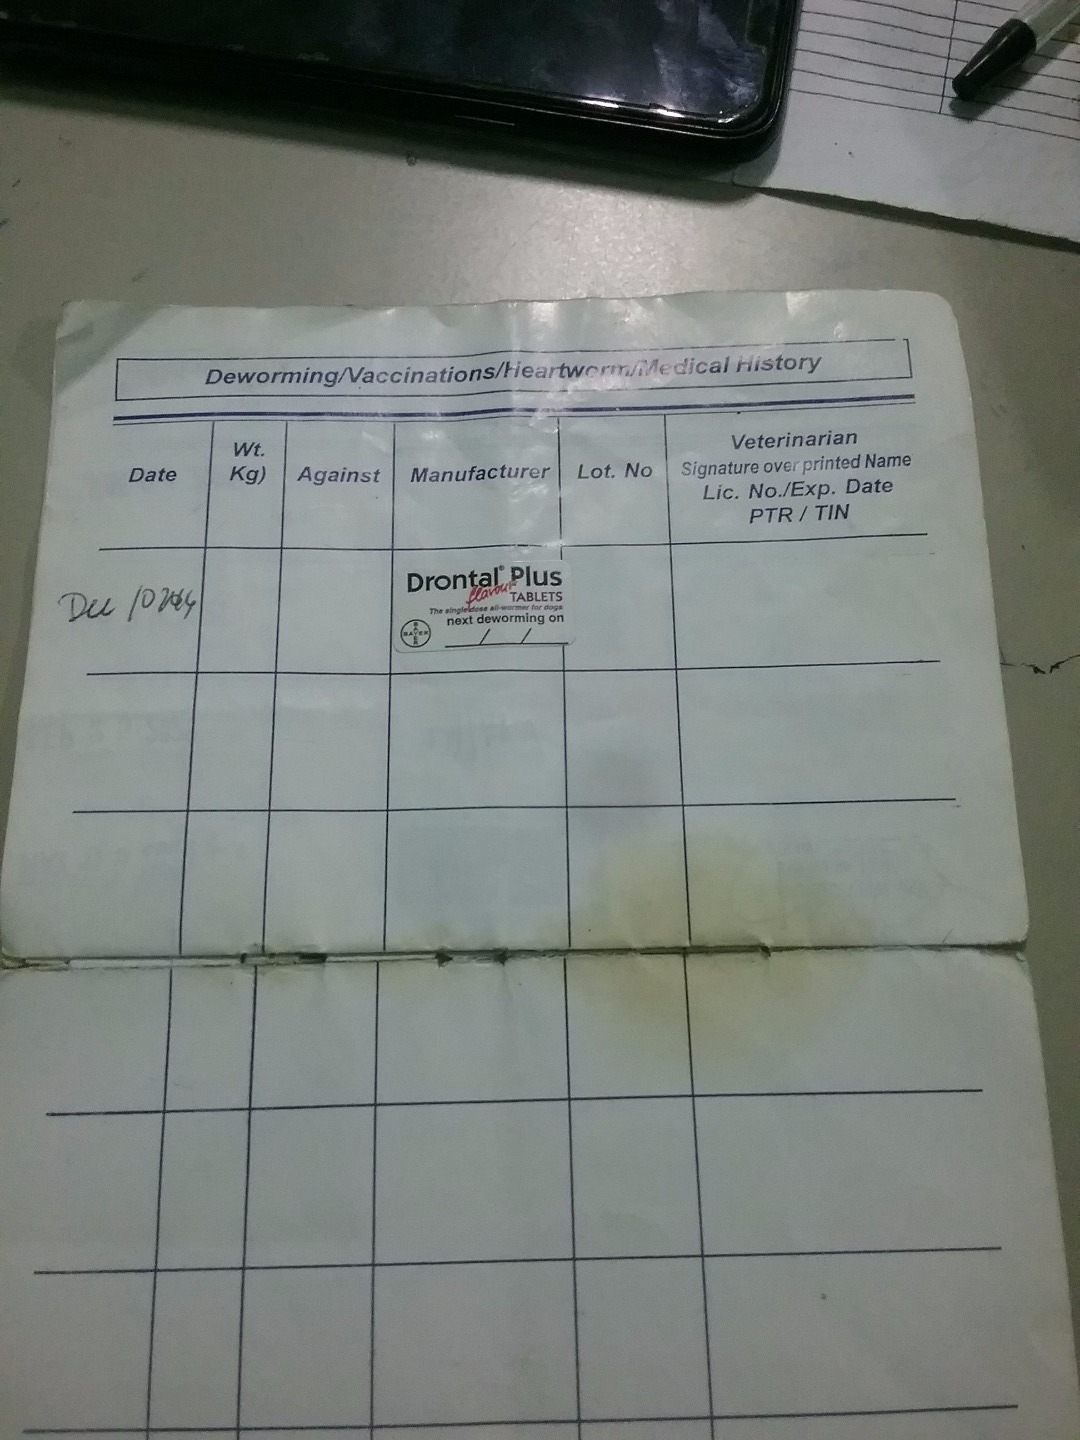 Deworming/Vaccinations/Heartworm/Medical History
Date
Wt.
Kg)
Against
Manufacturer
Lot. No
Veterinarian
Signature over printed Name
Lic. No./Exp. Date
PTR / TIN
Dec 10
Drontal® Plus
flavour
TABLETS
The single dose all-wormer for dogs
next deworming on
/ /
BAYER